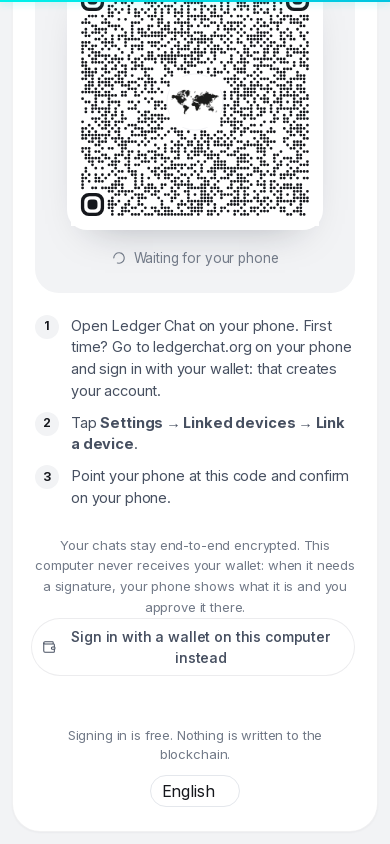 Waiting for your phone
1
Open Ledger Chat on your phone. First
time? Go to ledgerchat.org on your phone
and sign in with your wallet: that creates
your account.
2
Tap Settings → Linked devices → Link
a device.
3
Point your phone at this code and confirm
on your phone.
Your chats stay end-to-end encrypted. This
computer never receives your wallet: when it needs
a signature, your phone shows what it is and you
approve it there.
Sign in with a wallet on this computer
instead
Signing in is free. Nothing is written to the
blockchain.
English